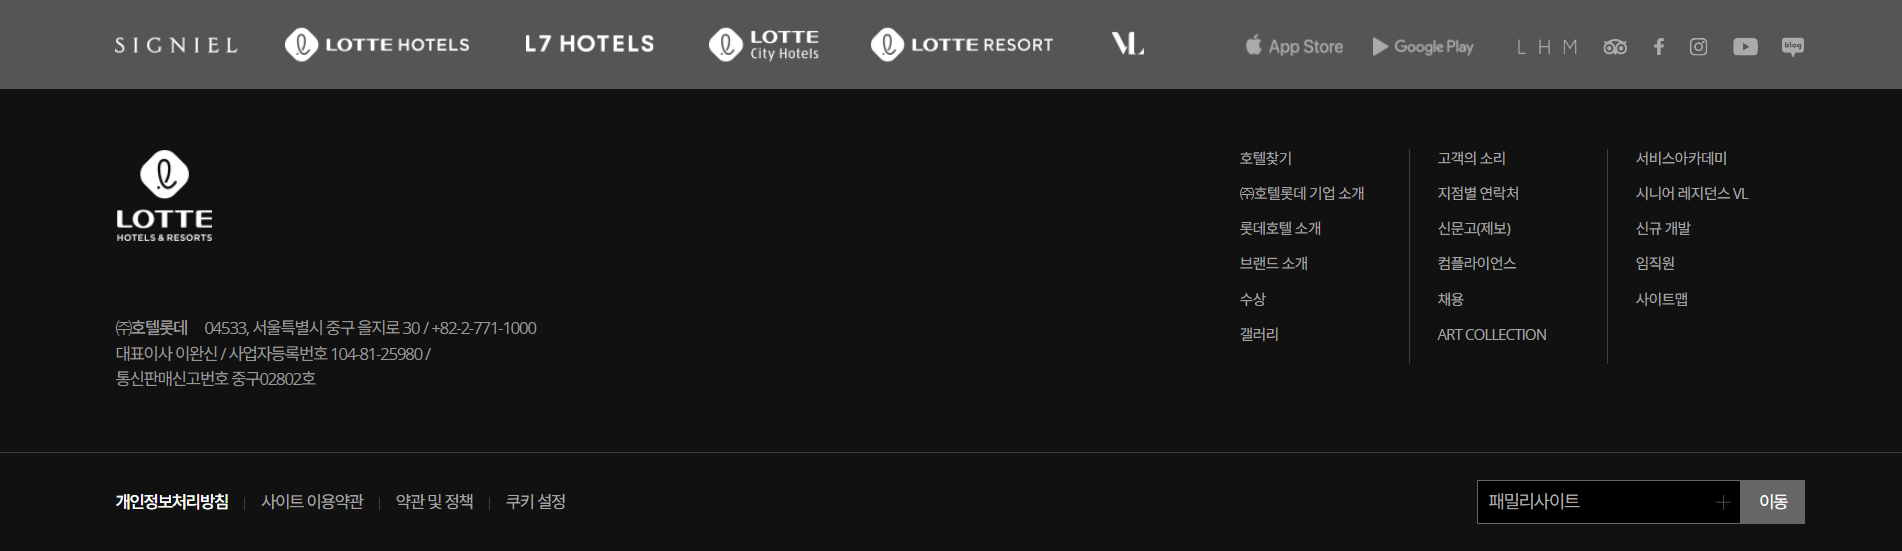 SIGNIEL
LOTTE HOTELS
L7 HOTELS
LOTTE
City Hotels
LOTTE RESORT
VL
App Store
Google Play
L H M
blog
LOTTE
HOTELS & RESORTS
㈜호텔롯데 04533, 서울특별시 중구 을지로 30 / +82-2-771-1000
대표이사 이완신 / 사업자등록번호 104-81-25980 /
통신판매신고번호 중구02802호
호텔찾기
㈜호텔롯데 기업 소개
롯데호텔 소개
브랜드 소개
수상
갤러리
고객의 소리
지점별 연락처
신문고(제보)
컴플라이언스
채용
ART COLLECTION
서비스아카데미
시니어 레지던스 VL
신규 개발
임직원
사이트맵
개인정보처리방침
사이트 이용약관
약관 및 정책
쿠키 설정
패밀리사이트
이동